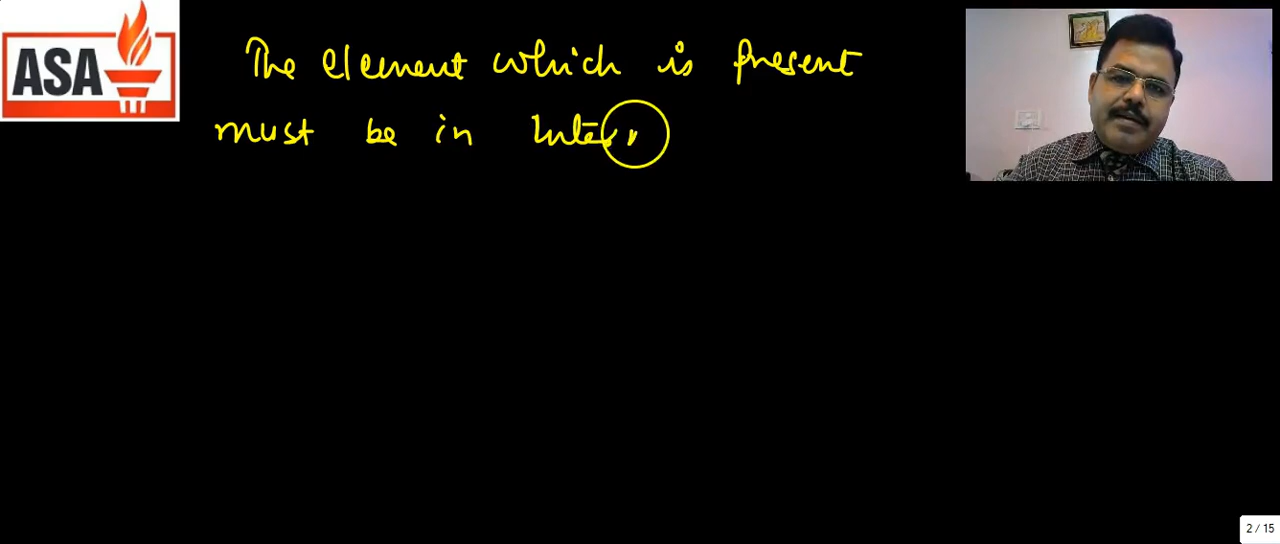 ASA
The element which is present
must be in Inter
2 / 15